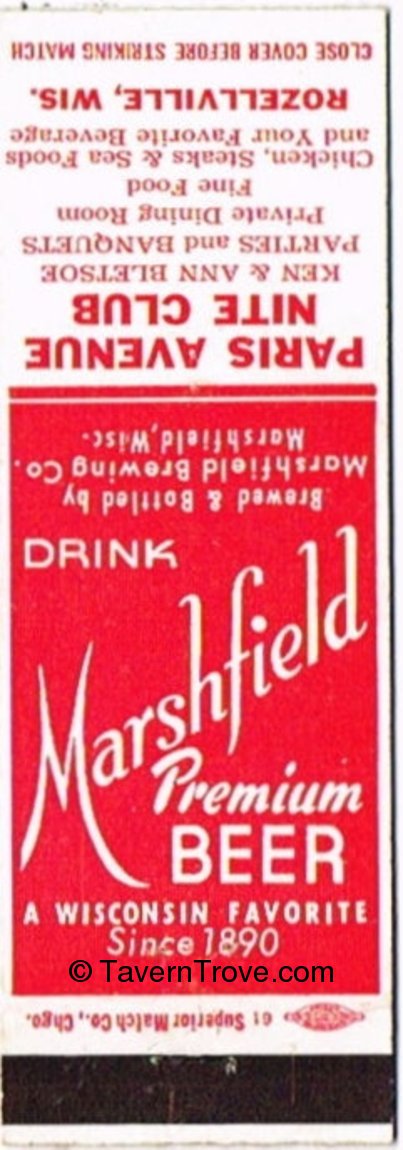 CLOSE COVER BEFORE STRIKING MATCH
PARIS AVENUE
NITE CLUB
KEN & ANN BLETSOE
PARTIES and BANQUETS
Private Dining Room
Fine Food
Chicken, Steaks & Sea Foods
and Your Favorite Beverage
ROZELLVILLE, WIS.
Brewed & Bottled by
Marshfield Brewing Co.
Marshfield, Wisc.
DRINK
Marshfield
Premium
BEER
A WISCONSIN FAVORITE
Since 1890
© TavernTrove.com
Superior Match Co., Chgo.